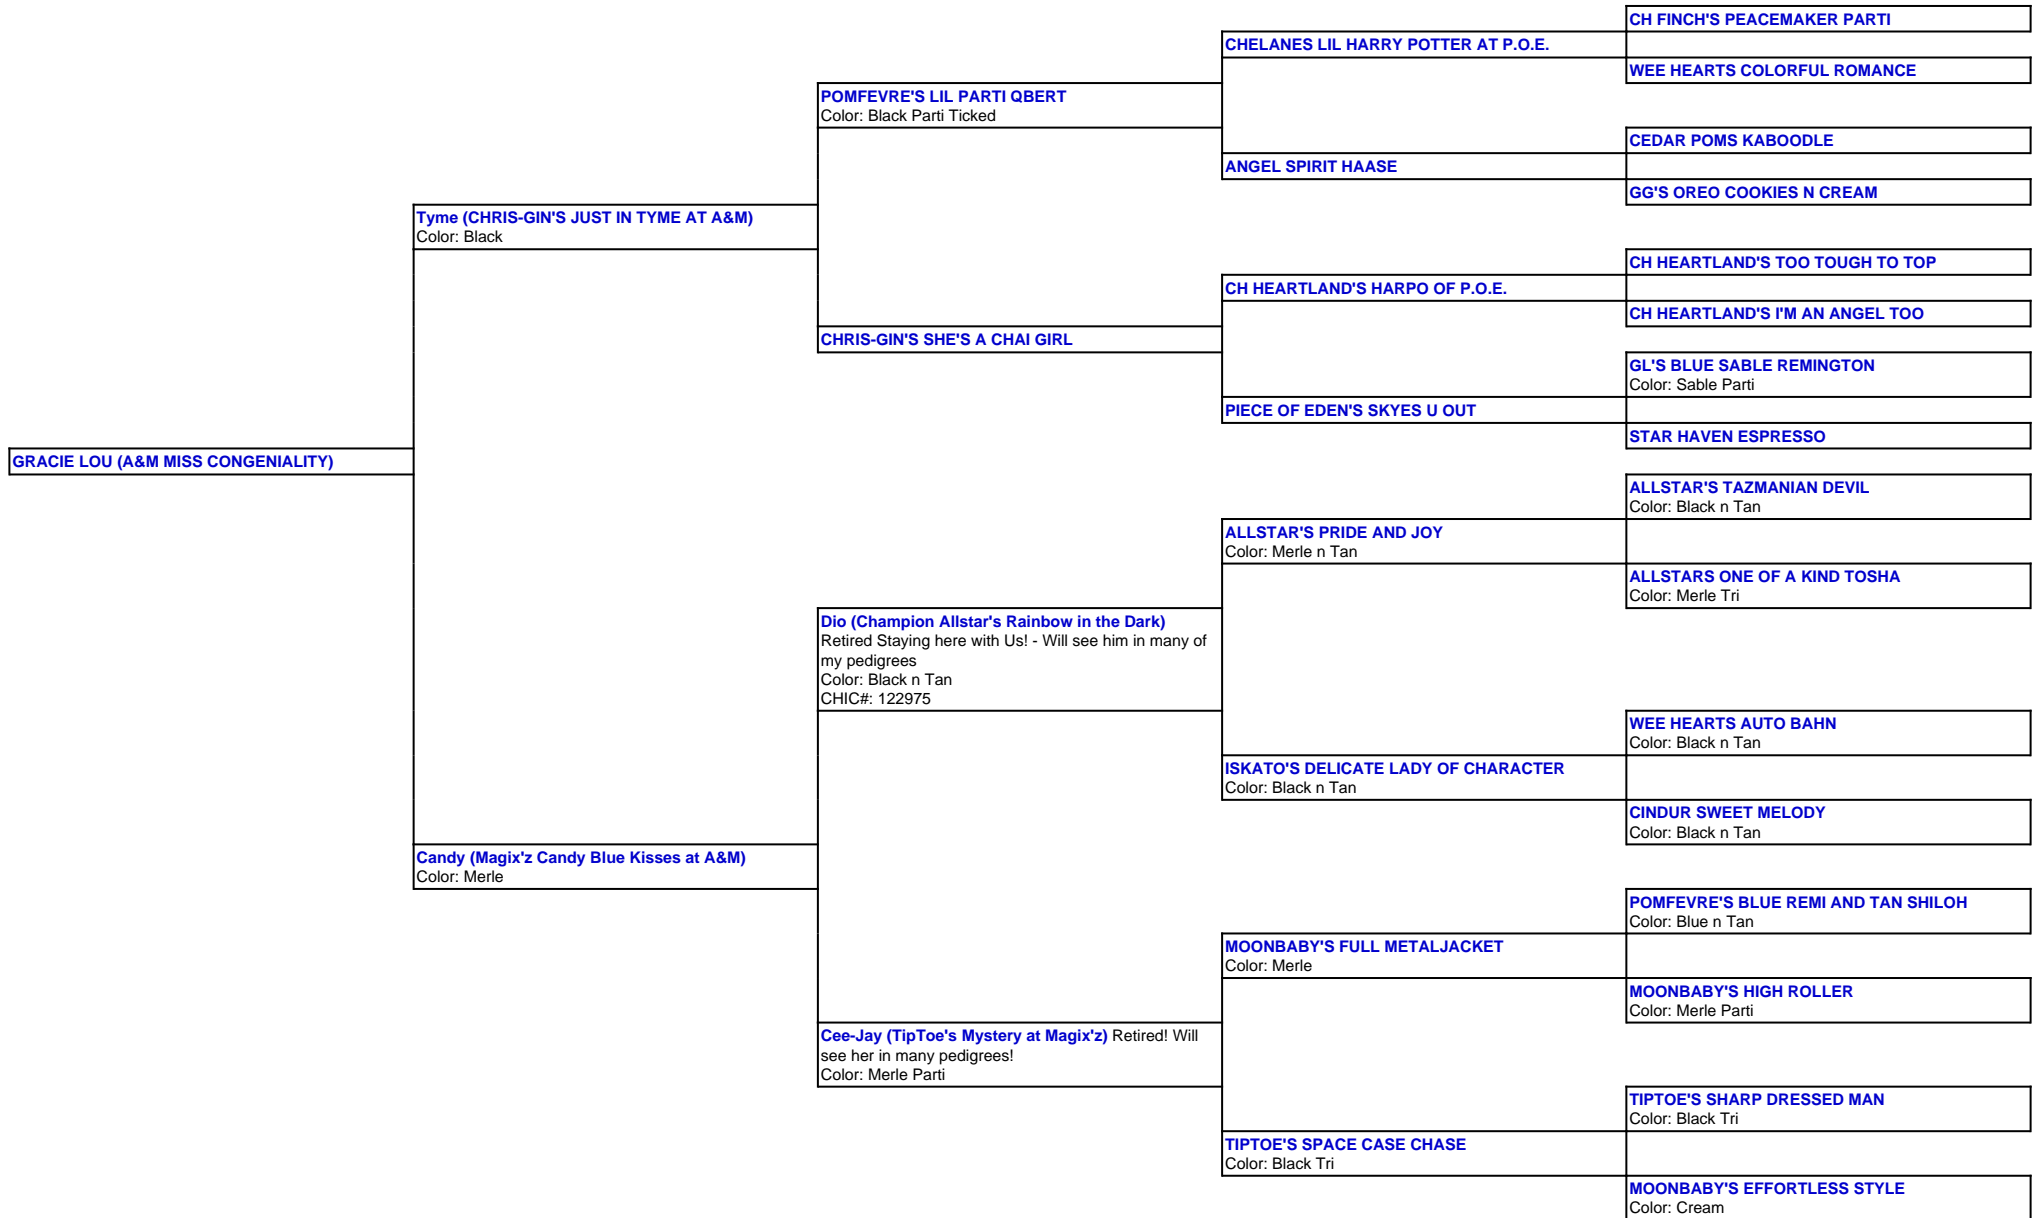 CH FINCH'S PEACEMAKER PARTI
CHELANES LIL HARRY POTTER AT P.O.E.
WEE HEARTS COLORFUL ROMANCE
POMFEVRE'S LIL PARTI QBERT
Color: Black Parti Ticked
CEDAR POMS KABOODLE
ANGEL SPIRIT HAASE
GG'S OREO COOKIES N CREAM
Tyme (CHRIS-GIN'S JUST IN TYME AT A&M)
Color: Black
CH HEARTLAND'S TOO TOUGH TO TOP
CH HEARTLAND'S HARPO OF P.O.E.
CH HEARTLAND'S I'M AN ANGEL TOO
CHRIS-GIN'S SHE'S A CHAI GIRL
GL'S BLUE SABLE REMINGTON
Color: Sable Parti
PIECE OF EDEN'S SKYES U OUT
STAR HAVEN ESPRESSO
GRACIE LOU (A&M MISS CONGENIALITY)
ALLSTAR'S TAZMANIAN DEVIL
Color: Black n Tan
ALLSTAR'S PRIDE AND JOY
Color: Merle n Tan
ALLSTARS ONE OF A KIND TOSHA
Color: Merle Tri
Dio (Champion Allstar's Rainbow in the Dark)
Retired Staying here with Us! - Will see him in many of
my pedigrees
Color: Black n Tan
CHIC#: 122975
WEE HEARTS AUTO BAHN
Color: Black n Tan
ISKATO'S DELICATE LADY OF CHARACTER
Color: Black n Tan
CINDUR SWEET MELODY
Color: Black n Tan
Candy (Magix'z Candy Blue Kisses at A&M)
Color: Merle
POMFEVRE'S BLUE REMI AND TAN SHILOH
Color: Blue n Tan
MOONBABY'S FULL METALJACKET
Color: Merle
MOONBABY'S HIGH ROLLER
Color: Merle Parti
Cee-Jay (TipToe's Mystery at Magix'z) Retired! Will
see her in many pedigrees!
Color: Merle Parti
TIPTOE'S SHARP DRESSED MAN
Color: Black Tri
TIPTOE'S SPACE CASE CHASE
Color: Black Tri
MOONBABY'S EFFORTLESS STYLE
Color: Cream